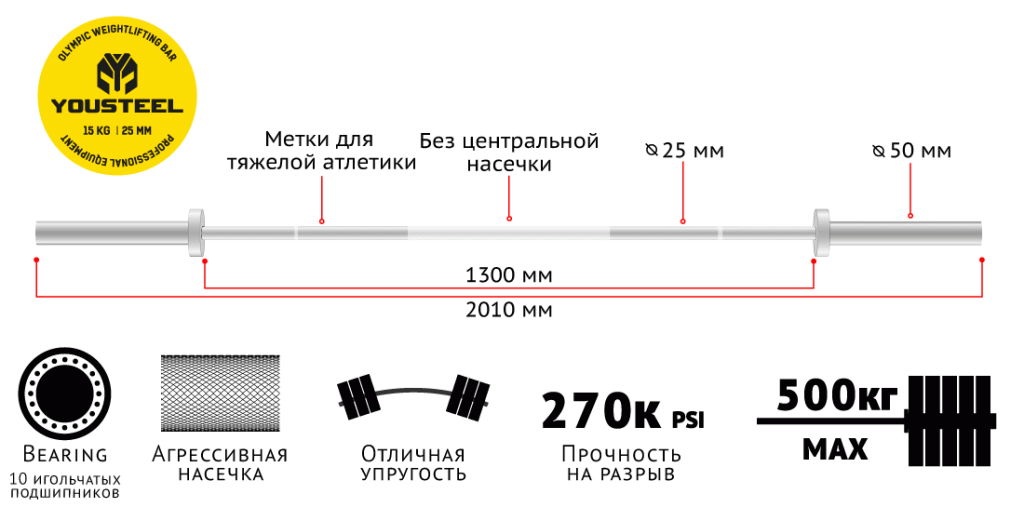 OLYMPIC WEIGHTLIFTING BAR
YOUSTEEL
15 KG | 25 MM
PROFESSIONAL EQUIPMENT
Метки для
тяжелой атлетики
Без центральной
насечки
⌀ 25 мм
⌀ 50 мм
1300 мм
2010 мм
BEARING
10 игольчатых
подшипников
АГРЕССИВНАЯ
НАСЕЧКА
ОТЛИЧНАЯ
УПРУГОСТЬ
270К PSI
ПРОЧНОСТЬ
НА РАЗРЫВ
500КГ
MAX